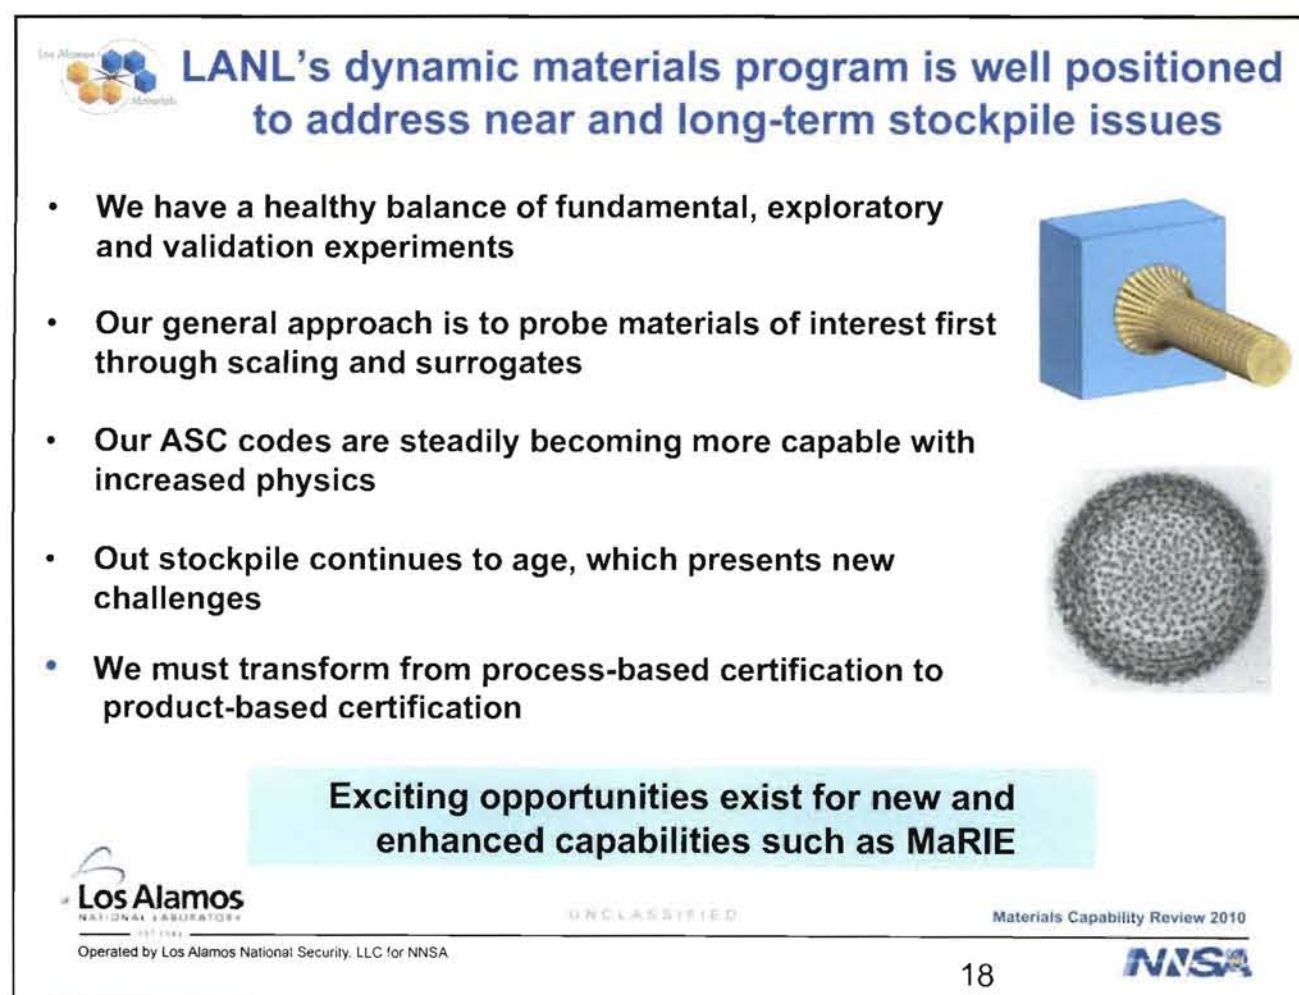 Los Alamos
Materials
LANL's dynamic materials program is well positioned
to address near and long-term stockpile issues
• We have a healthy balance of fundamental, exploratory
and validation experiments
• Our general approach is to probe materials of interest first
through scaling and surrogates
• Our ASC codes are steadily becoming more capable with
increased physics
• Out stockpile continues to age, which presents new
challenges
• We must transform from process-based certification to
product-based certification
Exciting opportunities exist for new and
enhanced capabilities such as MaRIE
Los Alamos
NATIONAL LABORATORY
EST. 1943
UNCLASSIFIED
Materials Capability Review 2010
Operated by Los Alamos National Security, LLC for NNSA
18
NNSA